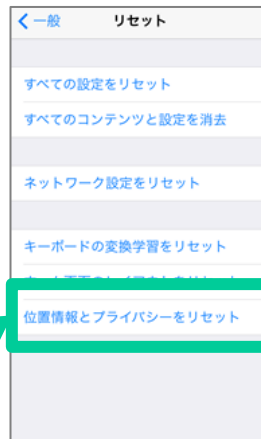 一般
リセット
すべての設定をリセット
すべてのコンテンツと設定を消去
ネットワーク設定をリセット
キーボードの変換学習をリセット
位置情報とプライバシーをリセット